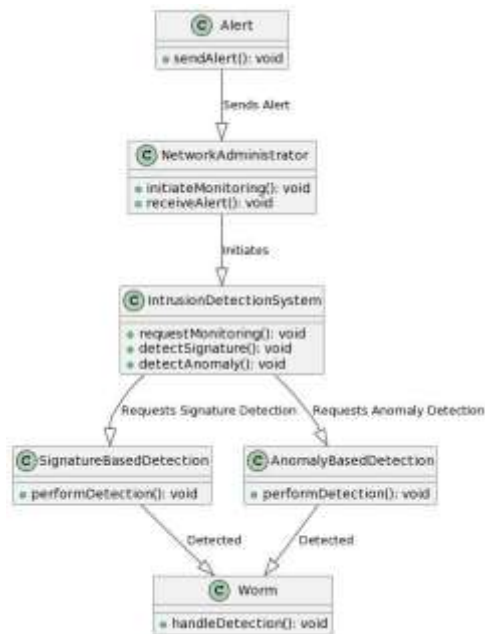 C Alert
sendAlert(): void
Sends Alert
C NetworkAdministrator
initiateMonitoring(): void
receiveAlert(): void
Initiates
C IntrusionDetectionSystem
requestMonitoring(): void
detectSignature(): void
detectAnomaly(): void
Requests Signature Detection
Requests Anomaly Detection
C SignatureBasedDetection
C AnomalyBasedDetection
performDetection(): void
performDetection(): void
Detected
Detected
C Worm
handleDetection(): void